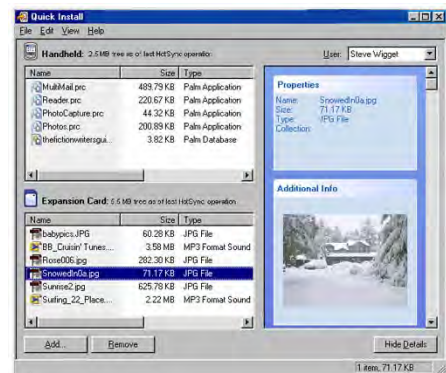 Quick Install
File Edit View Help
Handheld: 2.5 MB free as of last HotSync operation
User: Steve Wigget
Name Size Type
MultiMail.prc 489.79 KB Palm Application
Reader.prc 220.67 KB Palm Application
PhotoCapture.prc 44.32 KB Palm Application
Photos.prc 200.89 KB Palm Application
thefictionwritersgui... 3.82 KB Palm Database
Expansion Card: 6.6 MB free as of last HotSync operation
Name Size Type
babypics.JPG 60.28 KB JPG File
BB_Cruisin' Tunes.... 3.58 MB MP3 Format Sound
Rose006.jpg 282.30 KB JPG File
SnowedIn0a.jpg 71.17 KB JPG File
Sunrise2.jpg 625.78 KB JPG File
Surfing_22_Place.... 2.22 MB MP3 Format Sound
Properties
Name: SnowedIn0a.jpg
Size: 71.17 KB
Type: JPG File
Collection:
Additional Info
Add... Remove Hide Details
1 item, 71.17 KB